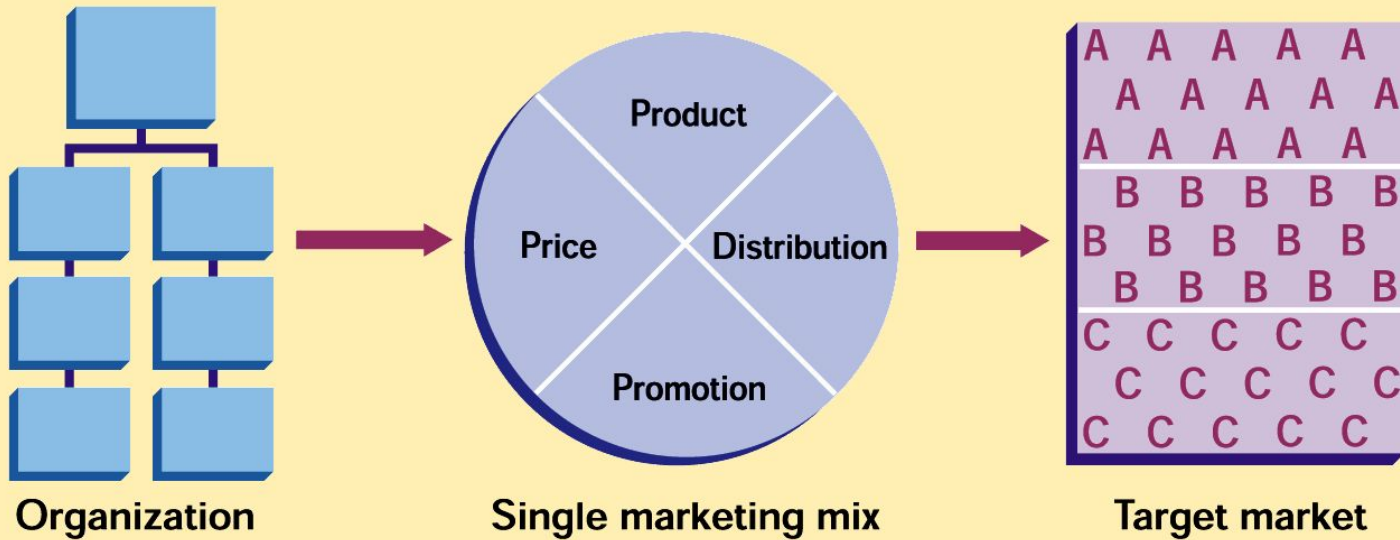 Product
Price
Distribution
Promotion
A A A A A
A A A A A
A A A A A
B B B B B
B B B B B
B B B B B
C C C C C
C C C C C
C C C C C
Organization
Single marketing mix
Target market